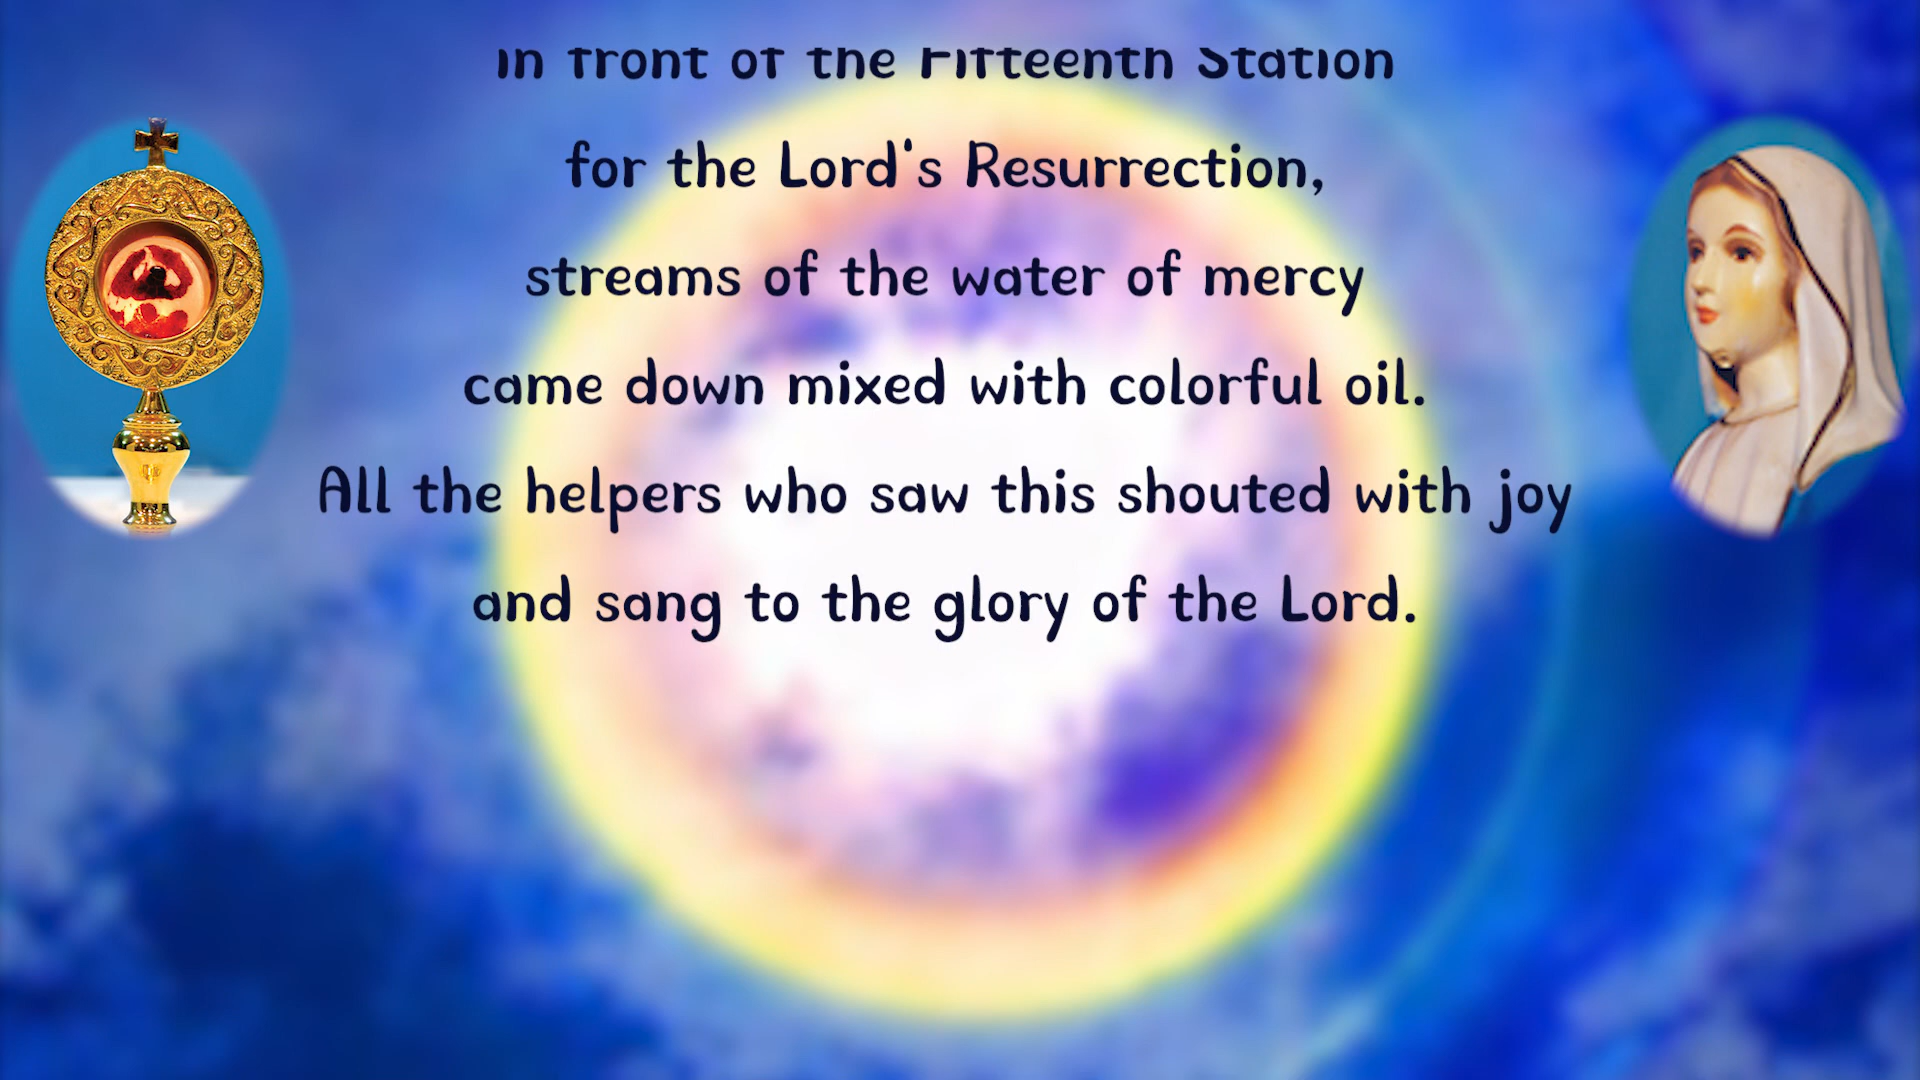 in front of the Fifteenth Station
for the Lord's Resurrection,
streams of the water of mercy
came down mixed with colorful oil.
All the helpers who saw this shouted with joy
and sang to the glory of the Lord.